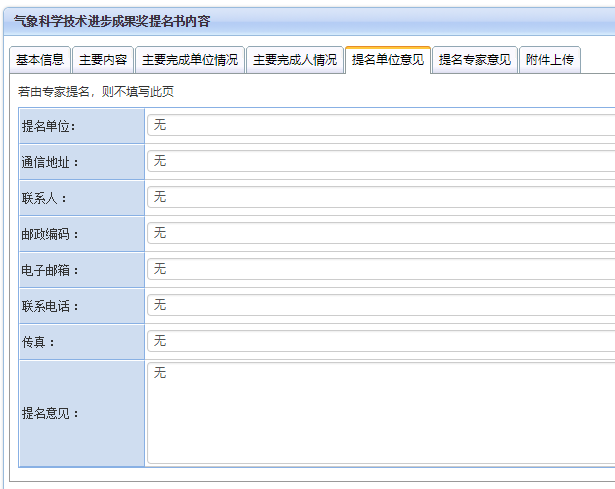 气象科学技术进步成果奖提名书内容
基本信息 主要内容 主要完成单位情况 主要完成人情况 提名单位意见 提名专家意见 附件上传
若由专家提名，则不填写此页
提名单位： 无
通信地址： 无
联系人： 无
邮政编码： 无
电子邮箱： 无
联系电话： 无
传真： 无
提名意见： 无